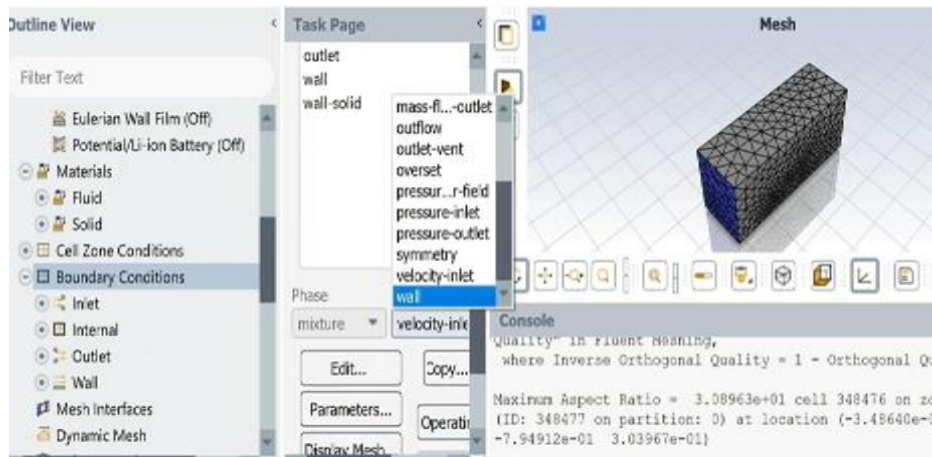 Outline View
Filter Text
Eulerian Wall Film (Off)
Potential/Li-ion Battery (Off)
Materials
Fluid
Solid
Cell Zone Conditions
Boundary Conditions
Inlet
Internal
Outlet
Wall
Mesh Interfaces
Dynamic Mesh
Task Page
outlet
wall
wall-solid
mass-fl...-outlet
outflow
outlet-vent
overset
pressur...r-field
pressure-inlet
pressure-outlet
symmetry
velocity-inlet
wall
Phase
mixture
velocity-inle
Edit...
Copy...
Parameters...
Operati
Display Mesh
Mesh
Console
Quality" in Fluent Meshing,
where Inverse Orthogonal Quality = 1 - Orthogonal Qu
Maximum Aspect Ratio = 3.08963e+01 cell 348476 on zo
(ID: 348477 on partition: 0) at location (-3.48640e-0
-7.94912e-01 3.03967e-01)